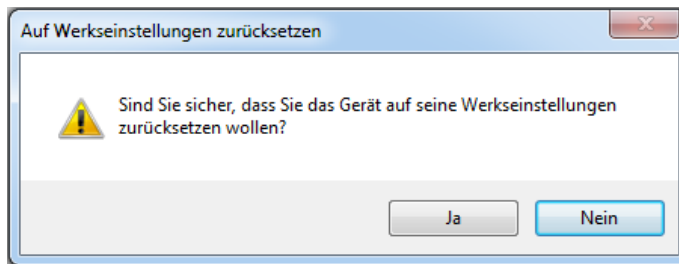 Auf Werkseinstellungen zurücksetzen
Sind Sie sicher, dass Sie das Gerät auf seine Werkseinstellungen
zurücksetzen wollen?
Ja
Nein